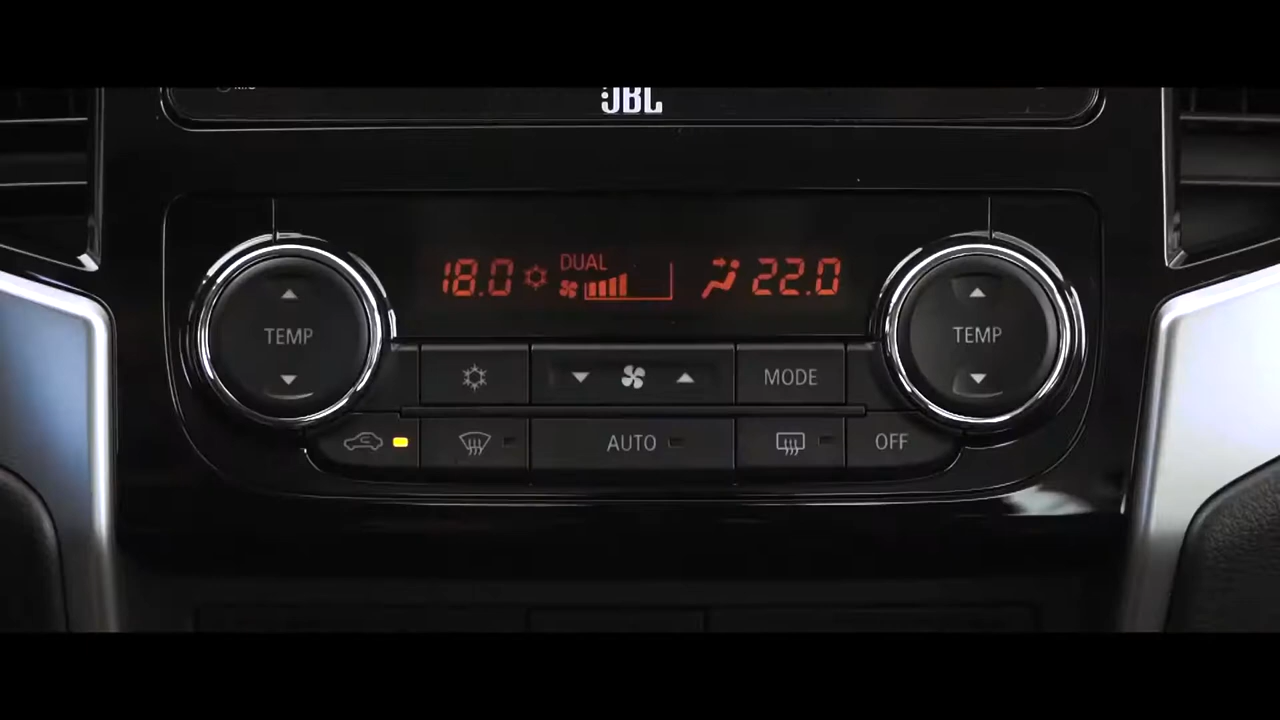 JBL
DUAL
18.0 22.0
TEMP TEMP
MODE
AUTO OFF